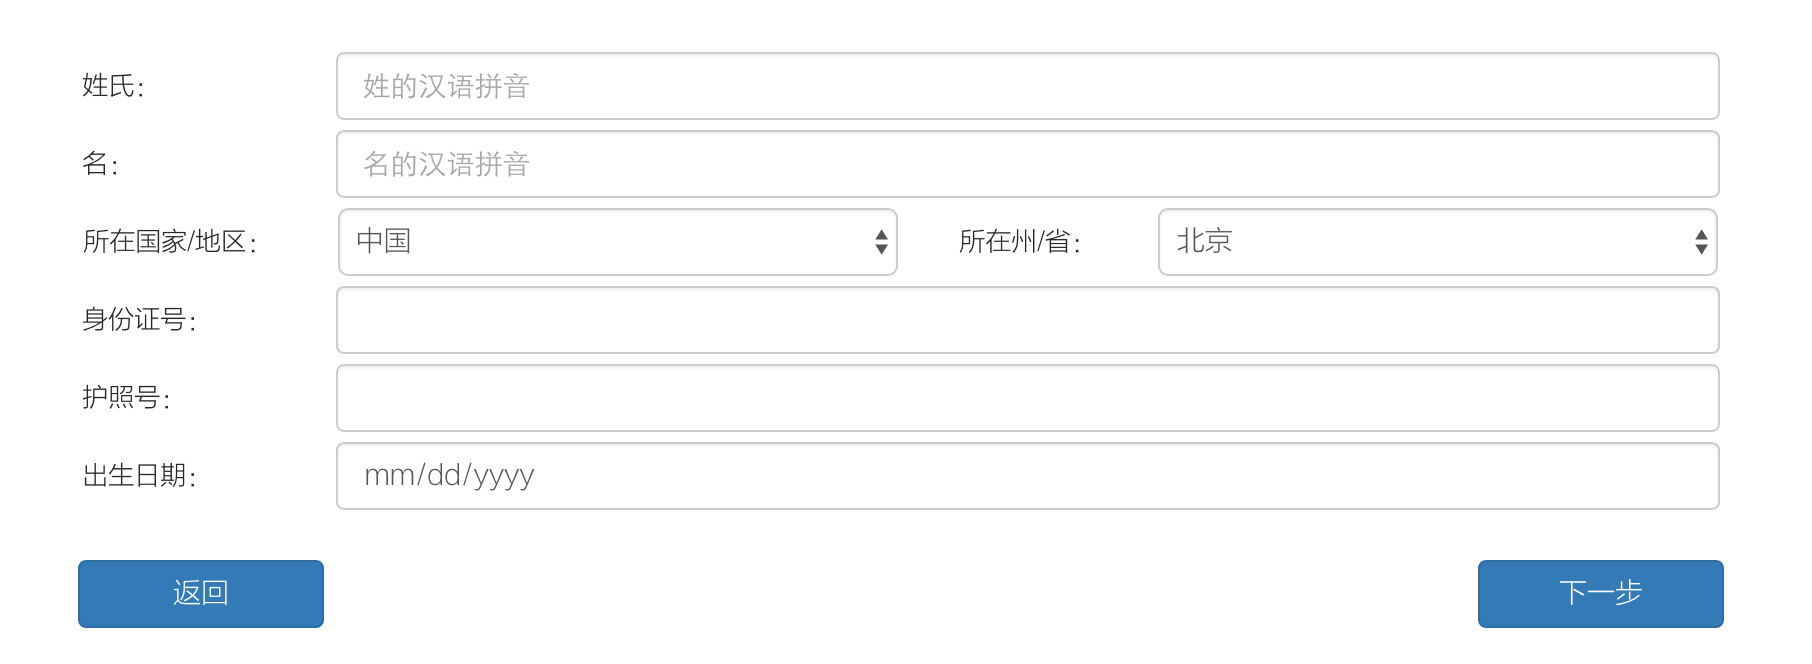 姓氏： 姓的汉语拼音
名： 名的汉语拼音
所在国家/地区： 中国 所在州/省： 北京
身份证号：
护照号：
出生日期： mm/dd/yyyy
返回 下一步